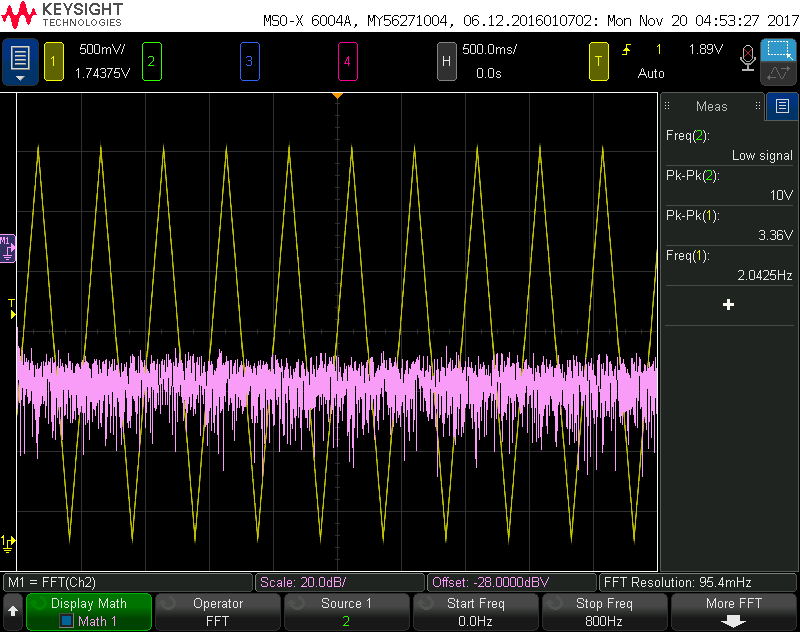 KEYSIGHT
TECHNOLOGIES
MSO-X 6004A, MY56271004, 06.12.2016010702: Mon Nov 20 04:53:27 2017
1 500mV/ 1.74375V
2
3
4
H 500.0ms/ 0.0s
T 1 1.89V Auto
Meas
Freq(2):
Low signal
Pk-Pk(2):
10V
Pk-Pk(1):
3.36V
Freq(1):
2.0425Hz
+
M1
T
1
M1 = FFT(Ch2) Scale: 20.0dB/ Offset: -28.0000dBV FFT Resolution: 95.4mHz
Display Math Operator Source 1 Start Freq Stop Freq More FFT
Math 1 FFT 2 0.0Hz 800Hz